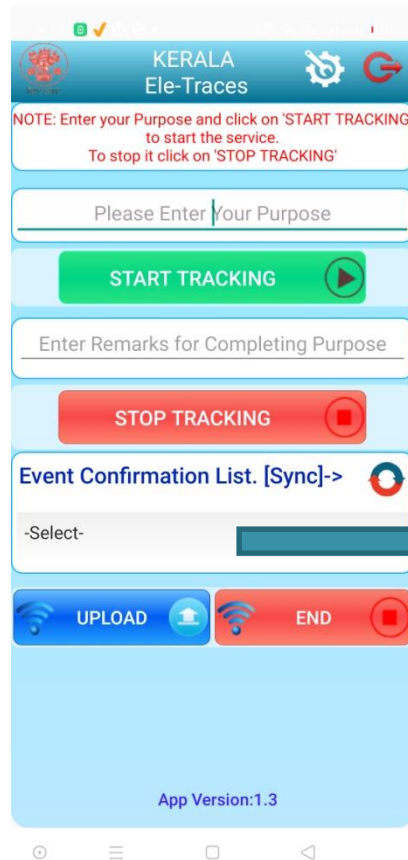 KERALA
Ele-Traces
NOTE: Enter your Purpose and click on 'START TRACKING
to start the service.
To stop it click on 'STOP TRACKING'
Please Enter Your Purpose
START TRACKING
Enter Remarks for Completing Purpose
STOP TRACKING
Event Confirmation List. [Sync]->
-Select-
UPLOAD
END
App Version:1.3